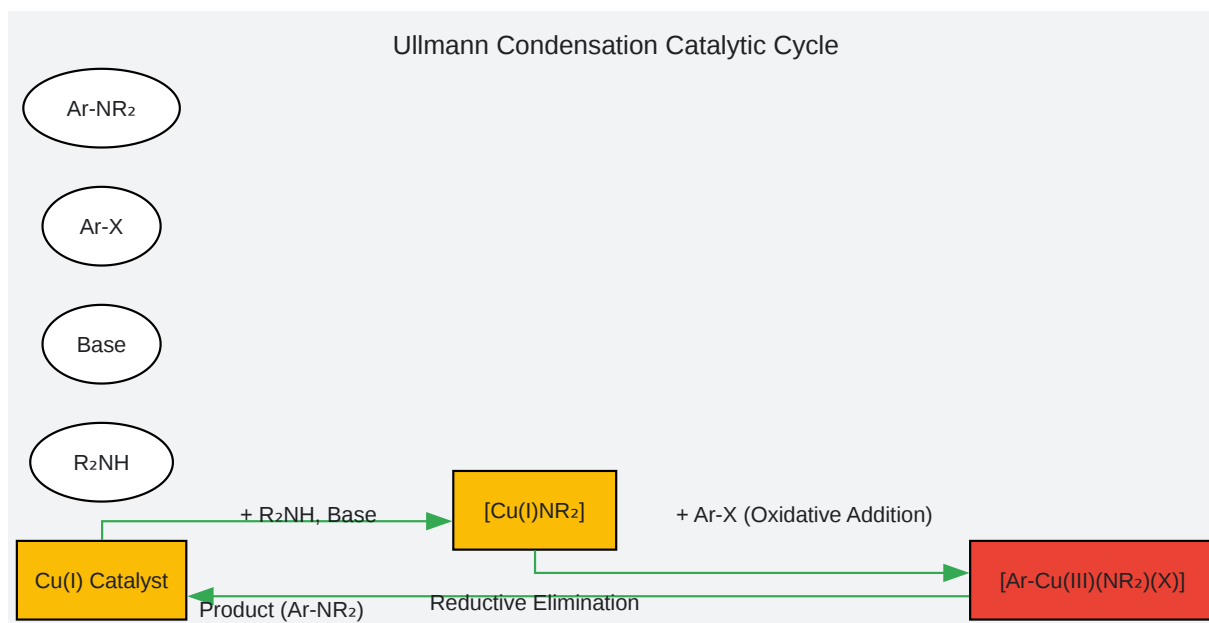 Ullmann Condensation Catalytic Cycle
Ar-NR₂
Ar-X
Base
R₂NH
+ R₂NH, Base
[Cu(I)NR₂]
+ Ar-X (Oxidative Addition)
Cu(I) Catalyst
[Ar-Cu(III)(NR₂)(X)]
Product (Ar-NR₂)
Reductive Elimination